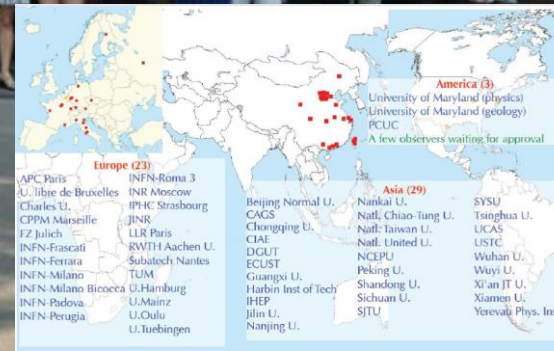 America (3)
University of Maryland (physics)
University of Maryland (geology)
PCUC
A few observers waiting for approval
Europe (23)
APC Paris
U. libre de Bruxelles
Charles U.
CPPM Marseille
FZ Julich
INFN-Frascati
INFN-Ferrara
INFN-Milano
INFN-Milano Bicocca
INFN-Padova
INFN-Perugia
INFN-Roma 3
INR Moscow
IPHC Strasbourg
JINR
LLR Paris
RWTH Aachen U.
Subatech Nantes
TUM
U.Hamburg
U.Mainz
U.Oulu
U.Tuebingen
Asia (29)
Beijing Normal U.
CAGS
Chongqing U.
CIAE
DGUT
ECUST
Guangxi U.
Harbin Inst of Tech
IHEP
Jilin U.
Nanjing U.
Nankai U.
Natl. Chiao-Tung U.
Natl. Taiwan U.
Natl. United U.
NCEPU
Peking U.
Shandong U.
Sichuan U.
SJTU
SYSU
Tsinghua U.
UCAS
USTC
Wuhan U.
Wuyi U.
Xi'an JT U.
Xiamen U.
Yerevan Phys. Ins